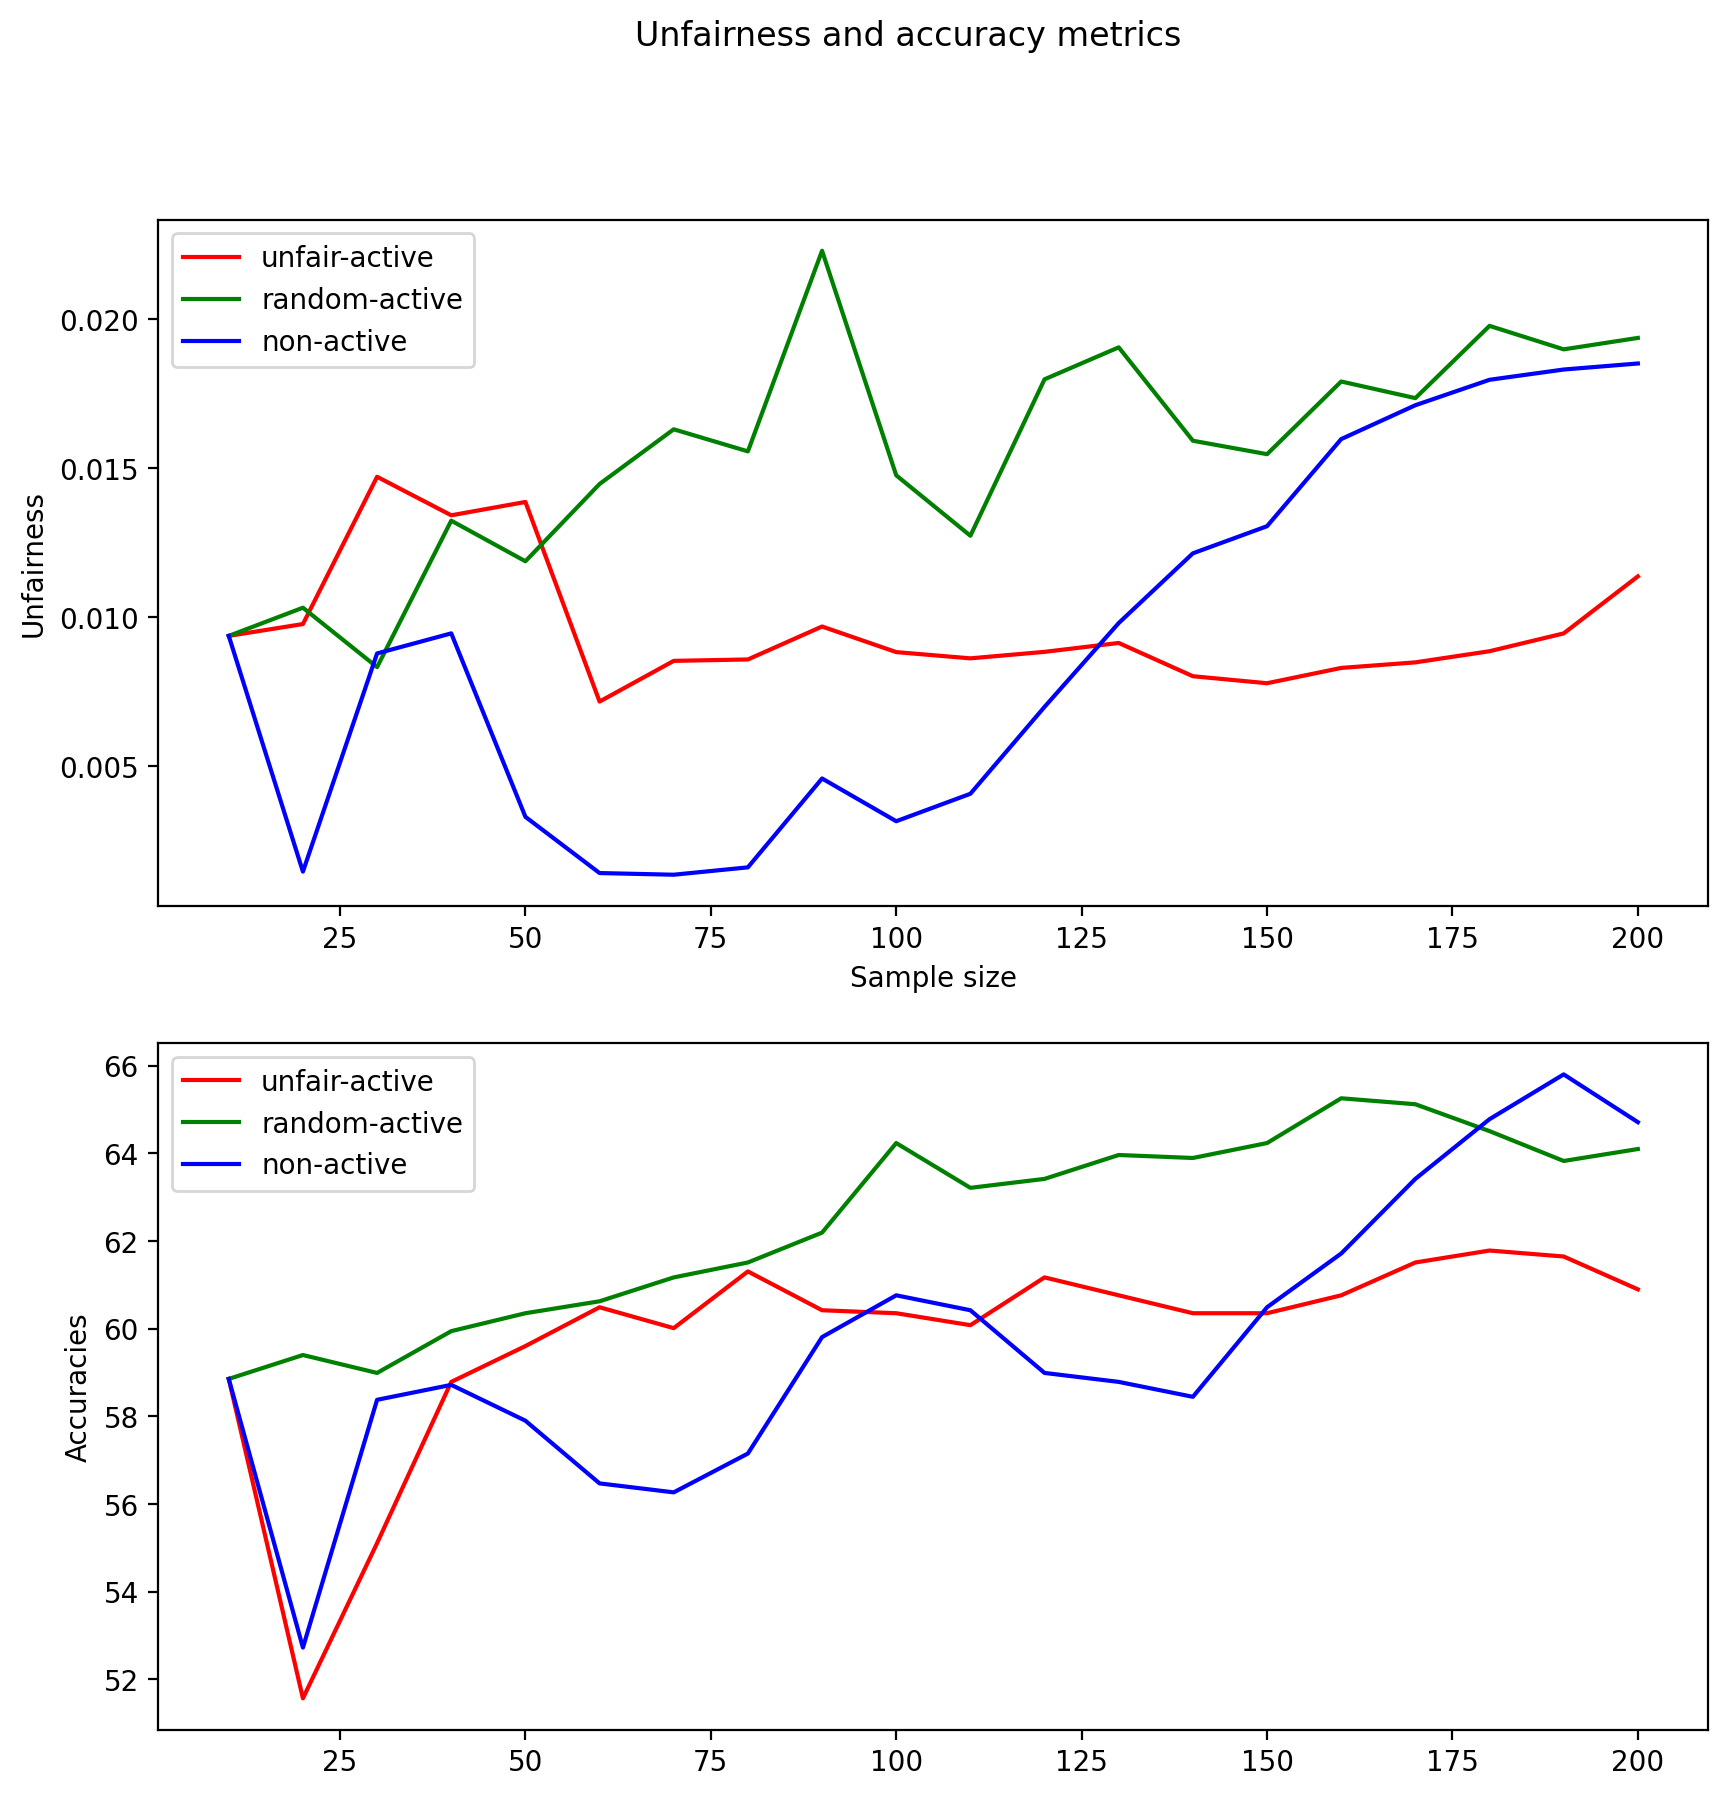 Unfairness and accuracy metrics
unfair-active
random-active
non-active
0.020
0.015
0.010
0.005
Unfairness
25 50 75 100 125 150 175 200
Sample size
unfair-active
random-active
non-active
66
64
62
60
58
56
54
52
Accuracies
25 50 75 100 125 150 175 200